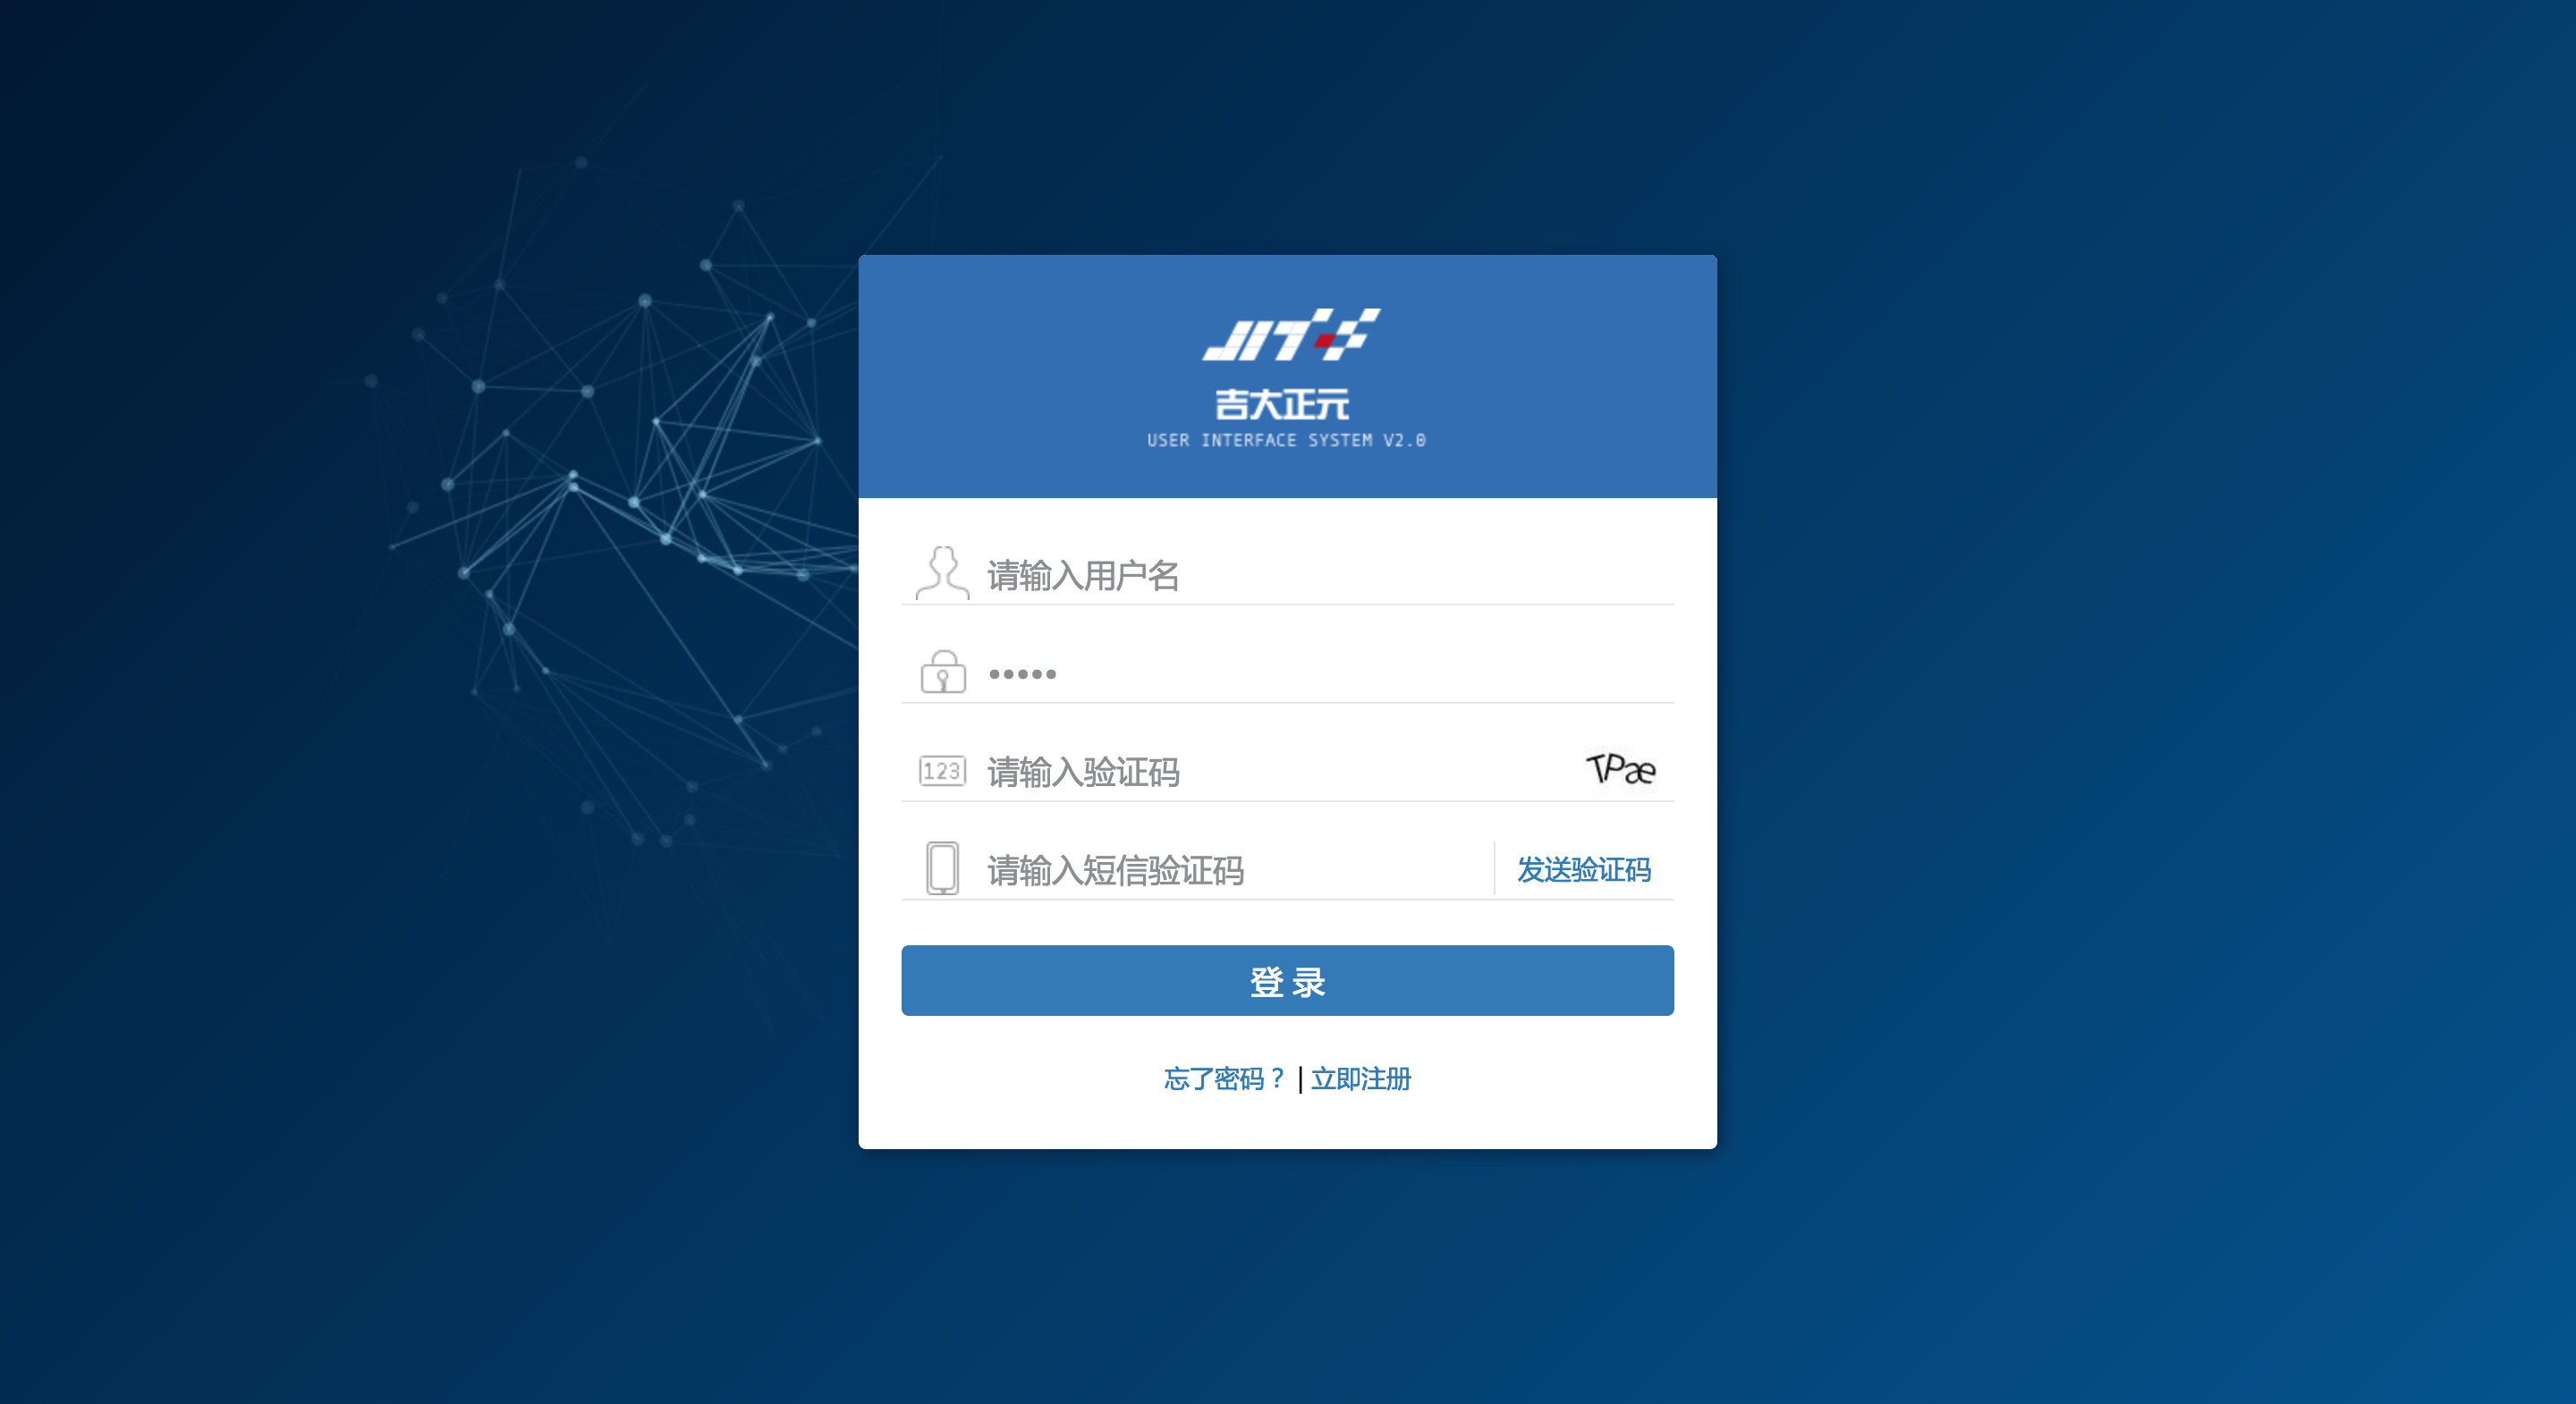 JIT
吉大正元
USER INTERFACE SYSTEM V2.0
请输入用户名
•••••
123 请输入验证码 TPae
请输入短信验证码 发送验证码
登 录
忘了密码？ | 立即注册